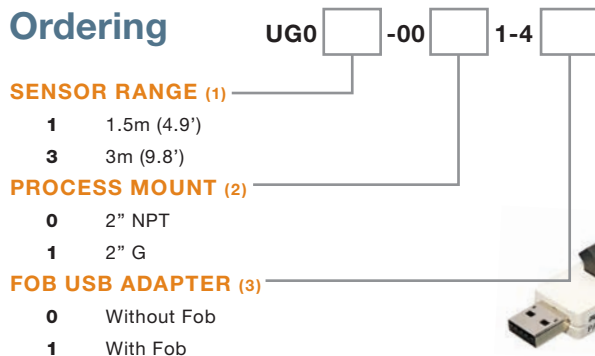 Ordering
UG0 -00 1-4
SENSOR RANGE (1)
1 1.5m (4.9’)
3 3m (9.8’)
PROCESS MOUNT (2)
0 2” NPT
1 2” G
FOB USB ADAPTER (3)
0 Without Fob
1 With Fob